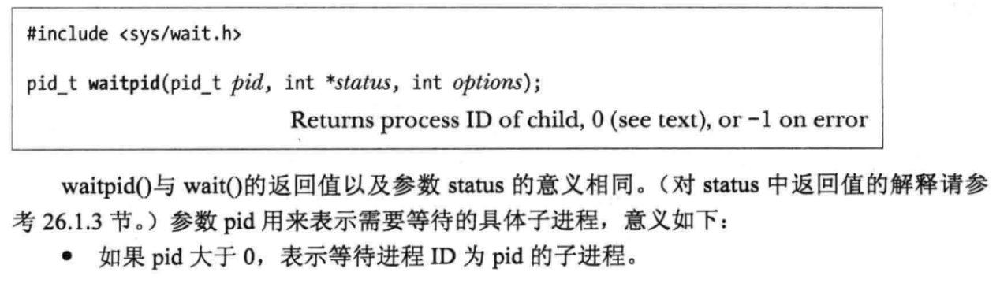 #include <sys/wait.h>
pid_t waitpid(pid_t pid, int *status, int options);
Returns process ID of child, 0 (see text), or −1 on error
waitpid()与 wait()的返回值以及参数 status 的意义相同。（对 status 中返回值的解释请参
考 26.1.3 节。）参数 pid 用来表示需要等待的具体子进程，意义如下：
● 如果 pid 大于 0，表示等待进程 ID 为 pid 的子进程。